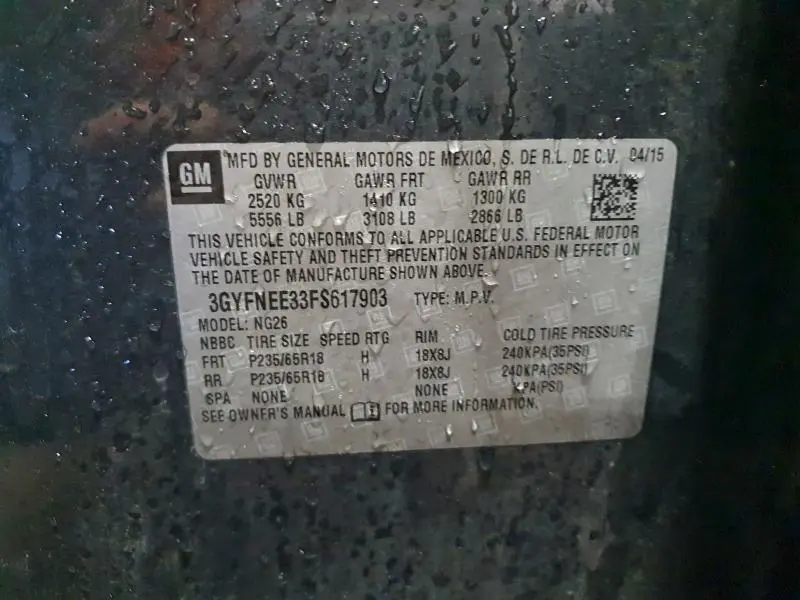 GM MFD BY GENERAL MOTORS DE MEXICO, S. DE R.L. DE C.V. 04/15
GVWR GAWR FRT GAWR RR
2520 KG 1410 KG 1300 KG
5556 LB 3108 LB 2866 LB
THIS VEHICLE CONFORMS TO ALL APPLICABLE U.S. FEDERAL MOTOR
VEHICLE SAFETY AND THEFT PREVENTION STANDARDS IN EFFECT ON
THE DATE OF MANUFACTURE SHOWN ABOVE.
3GYFNEE33FS617903 TYPE: M.P.V.
MODEL: NG26
NBBC TIRE SIZE SPEED RTG RIM COLD TIRE PRESSURE
FRT P235/65R18 H 18X8J 240KPA(35PSI)
RR P235/65R18 H 18X8J 240KPA(35PSI)
SPA NONE NONE KPA(PSI)
SEE OWNER'S MANUAL FOR MORE INFORMATION.